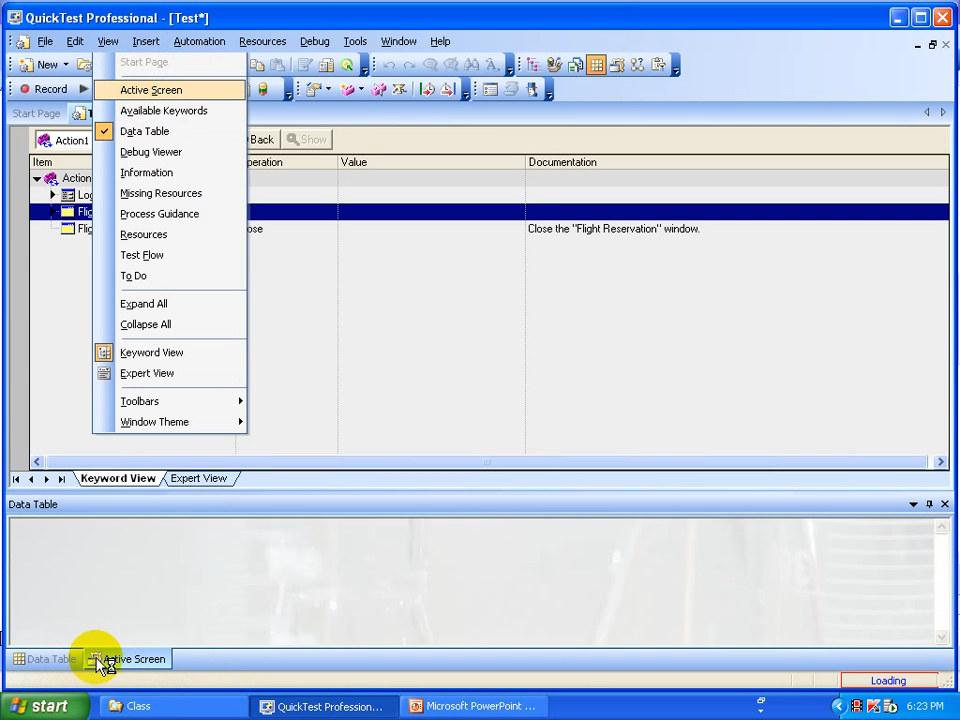 QuickTest Professional - [Test*]
File Edit View Insert Automation Resources Debug Tools Window Help
New
Record
Start Page
Active Screen
Available Keywords
Data Table
Debug Viewer
Information
Missing Resources
Process Guidance
Resources
Test Flow
To Do
Expand All
Collapse All
Keyword View
Expert View
Toolbars
Window Theme
Start Page
Action1 Back Show
Item Value Documentation
Action
Close the "Flight Reservation" window.
Keyword View Expert View
Data Table
Data Table Active Screen
Loading
start Class QuickTest Profession... Microsoft PowerPoint ... 6:23 PM